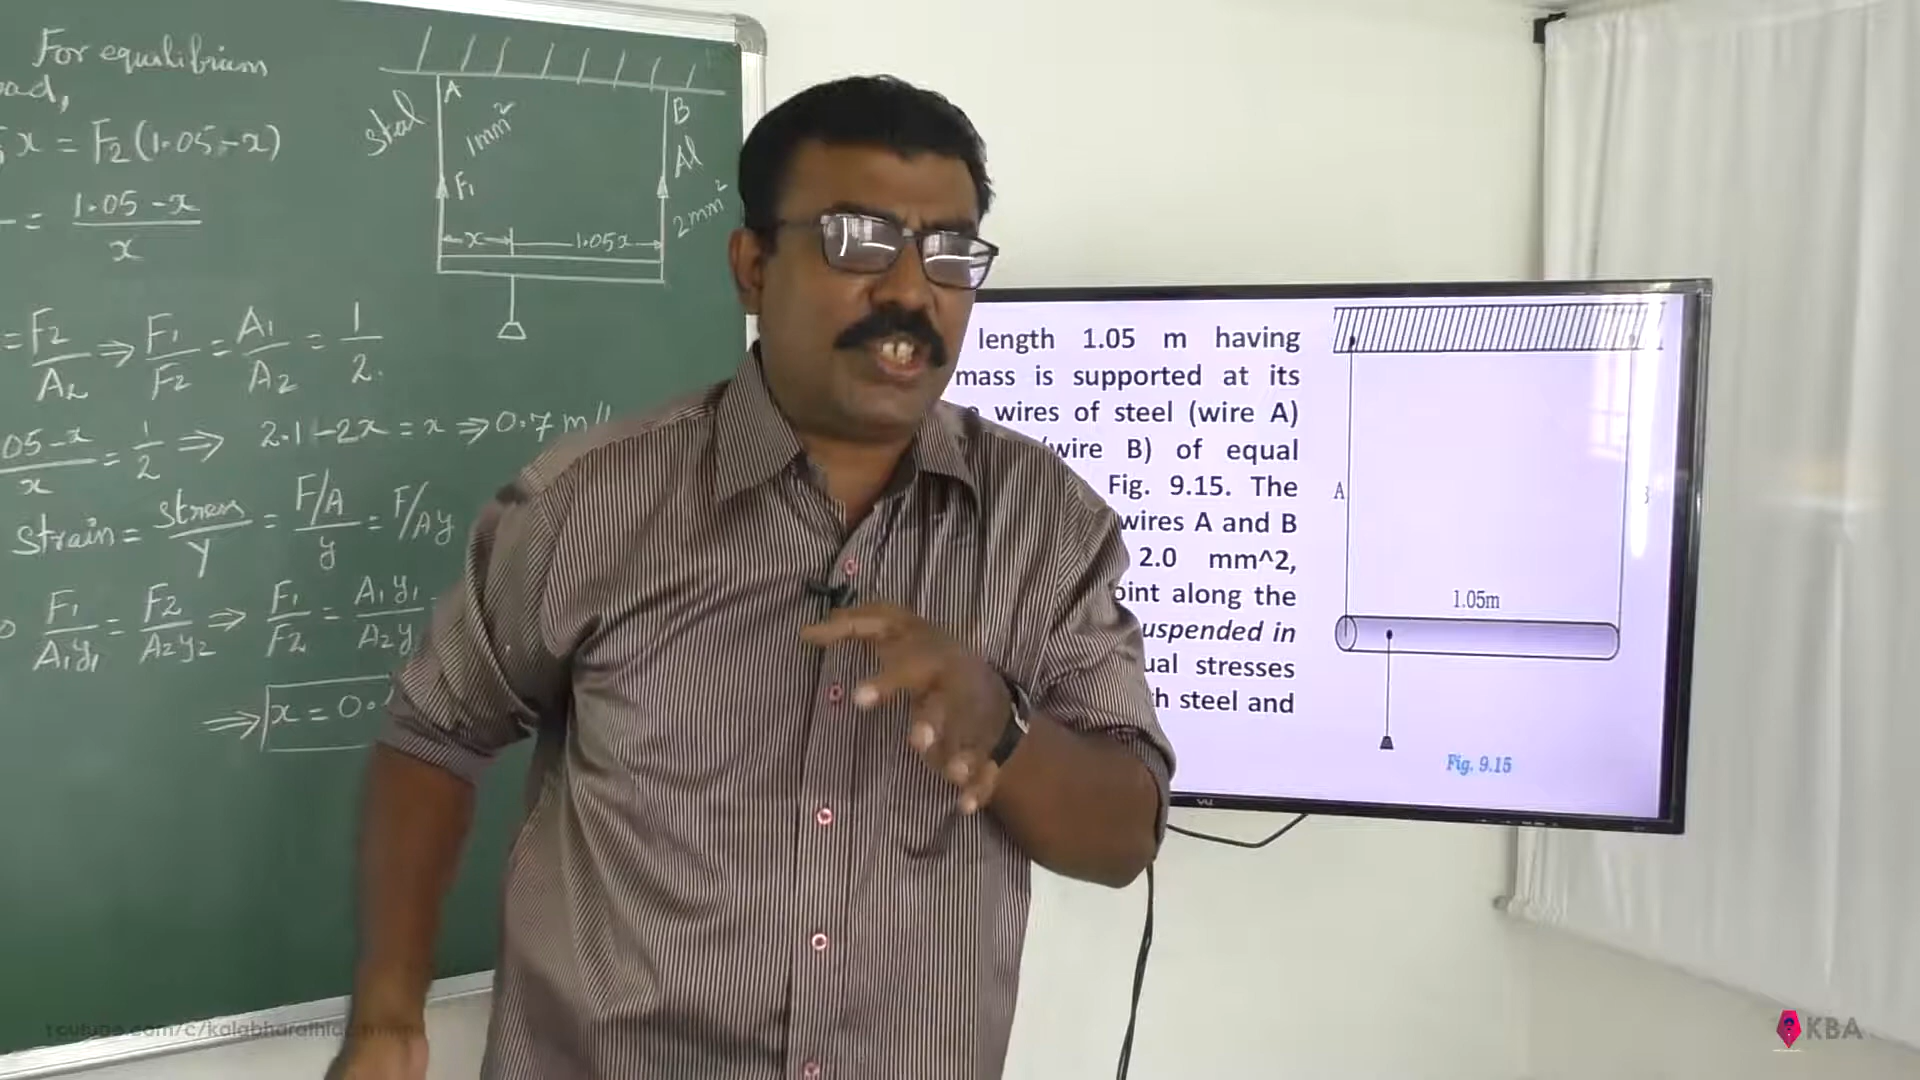 For equilibrium
oad,
x = F2(1.05-x)
= 1.05-x
x
= F2 ⇒ F1 = A1 = 1
A2 F2 A2 2.
05-x = 1 ⇒ 2.1-2x = x ⇒ 0.7 m//
x 2
Strain = Stress = F/A = F/AY
Y Y
F1 = F2 ⇒ F1 = A1Y1
A1Y1 A2Y2 F2 A2Y
⇒ x = 0.
A
B
steel
1mm²
Al
F1
2mm²
x
1.05x
length 1.05 m having
mass is supported at its
wires of steel (wire A)
(wire B) of equal
Fig. 9.15. The
wires A and B
2.0 mm^2,
oint along the
uspended in
ual stresses
h steel and
A
1.05m
Fig. 9.15
VU
KBA